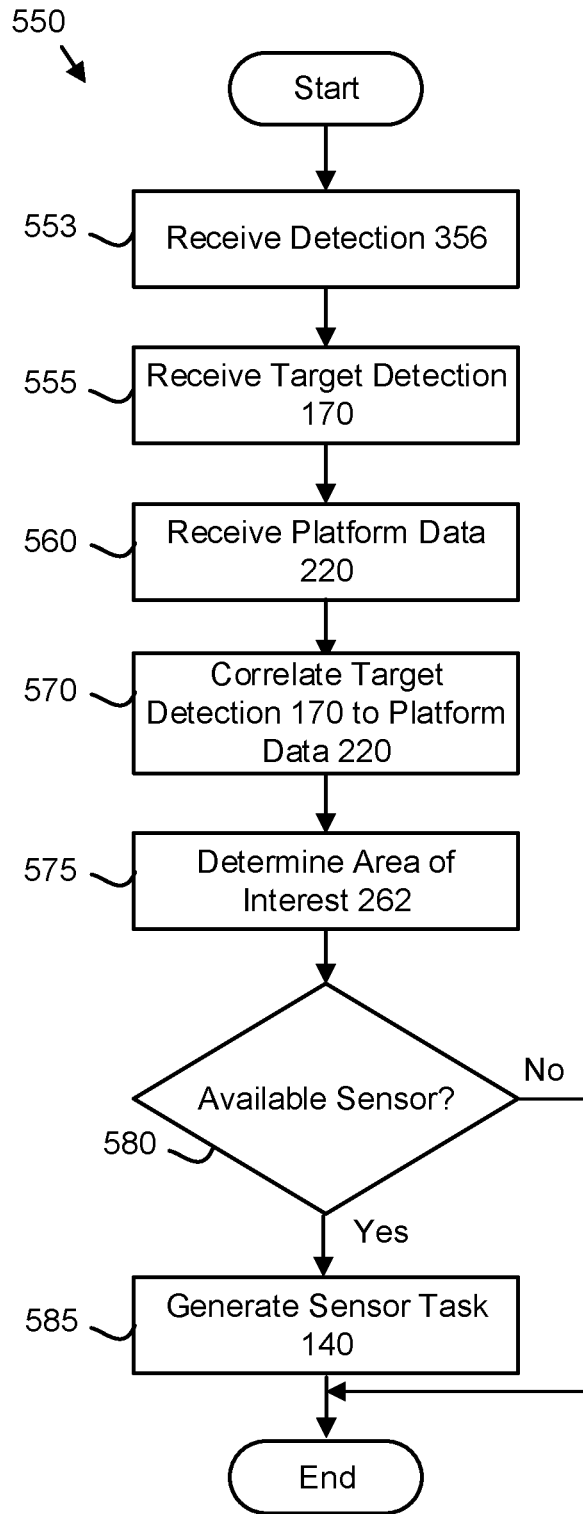 550
Start
553
Receive Detection 356
555
Receive Target Detection
170
560
Receive Platform Data
220
570
Correlate Target
Detection 170 to Platform
Data 220
575
Determine Area of
Interest 262
No
Available Sensor?
580
Yes
585
Generate Sensor Task
140
End